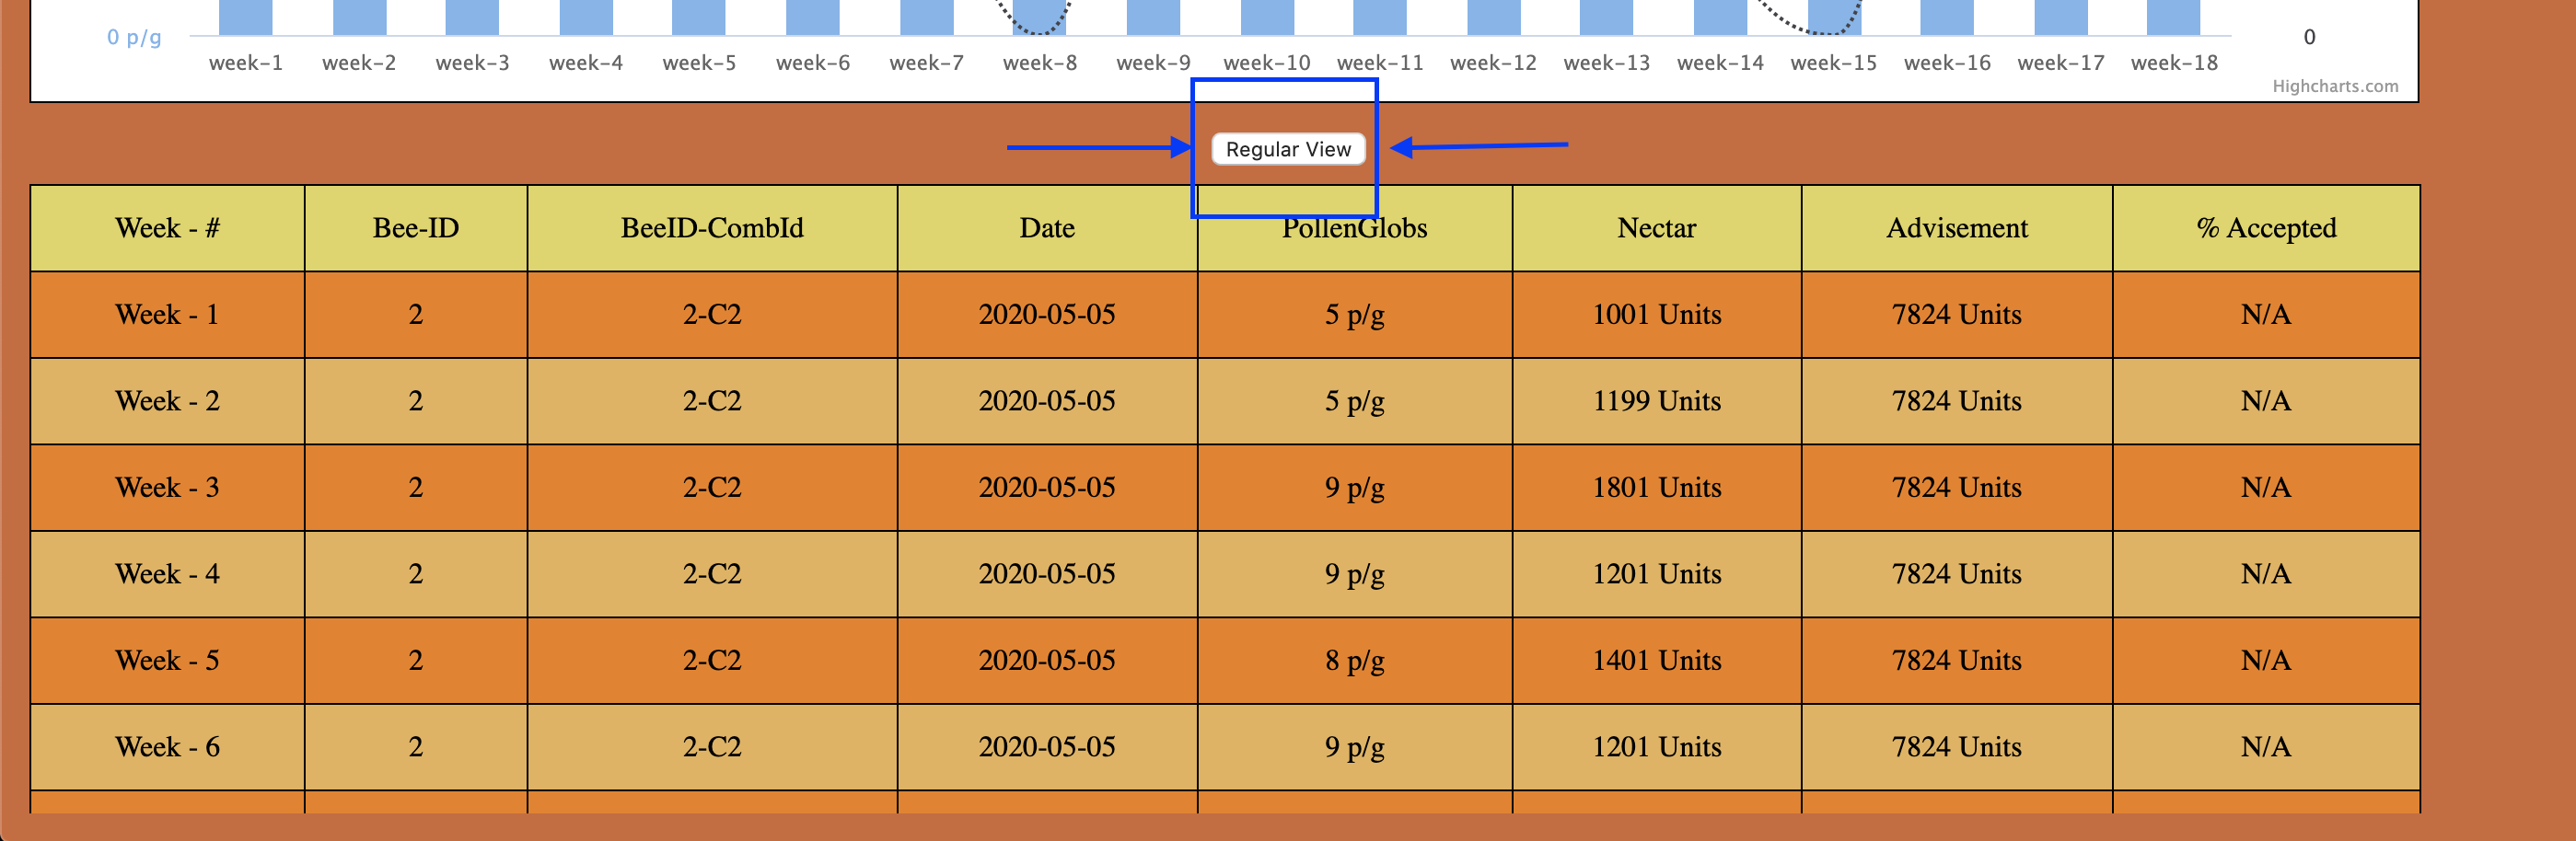 0 p/g
0
week-1 week-2 week-3 week-4 week-5 week-6 week-7 week-8 week-9 week-10 week-11 week-12 week-13 week-14 week-15 week-16 week-17 week-18
Highcharts.com
Regular View
Week - # Bee-ID BeeID-CombId Date PollenGlobs Nectar Advisement % Accepted
Week - 1 2 2-C2 2020-05-05 5 p/g 1001 Units 7824 Units N/A
Week - 2 2 2-C2 2020-05-05 5 p/g 1199 Units 7824 Units N/A
Week - 3 2 2-C2 2020-05-05 9 p/g 1801 Units 7824 Units N/A
Week - 4 2 2-C2 2020-05-05 9 p/g 1201 Units 7824 Units N/A
Week - 5 2 2-C2 2020-05-05 8 p/g 1401 Units 7824 Units N/A
Week - 6 2 2-C2 2020-05-05 9 p/g 1201 Units 7824 Units N/A